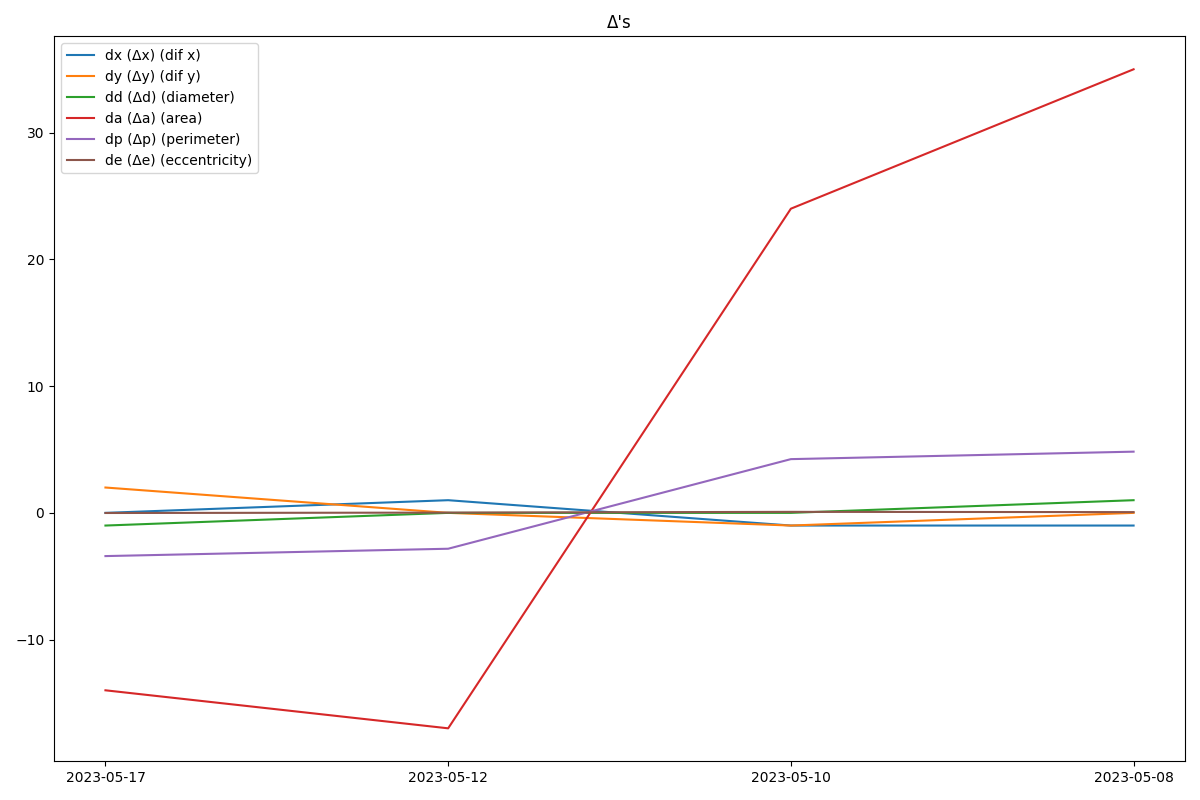 Δ's
dx (Δx) (dif x)
dy (Δy) (dif y)
dd (Δd) (diameter)
da (Δa) (area)
dp (Δp) (perimeter)
de (Δe) (eccentricity)
30
20
10
0
−10
2023-05-17
2023-05-12
2023-05-10
2023-05-08